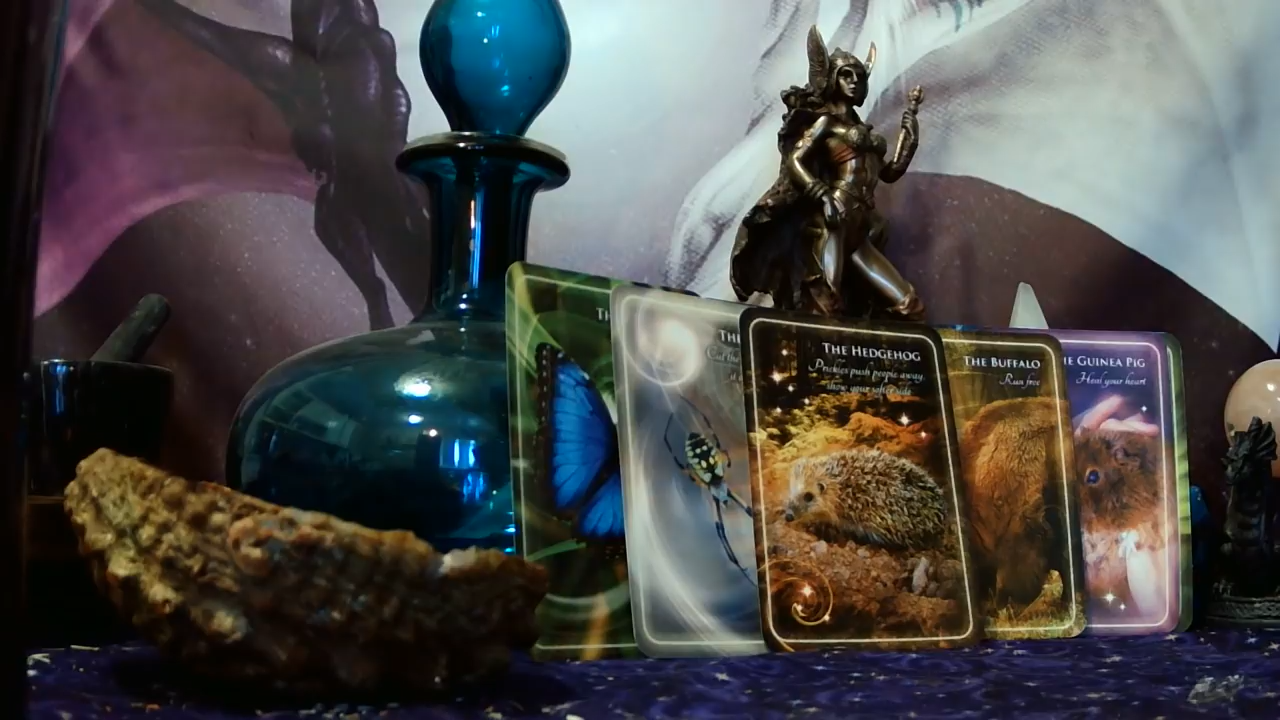 THE HEDGEHOG
Prickles push people away,
show your softer side
THE BUFFALO
Run free
GUINEA PIG
Heal your heart